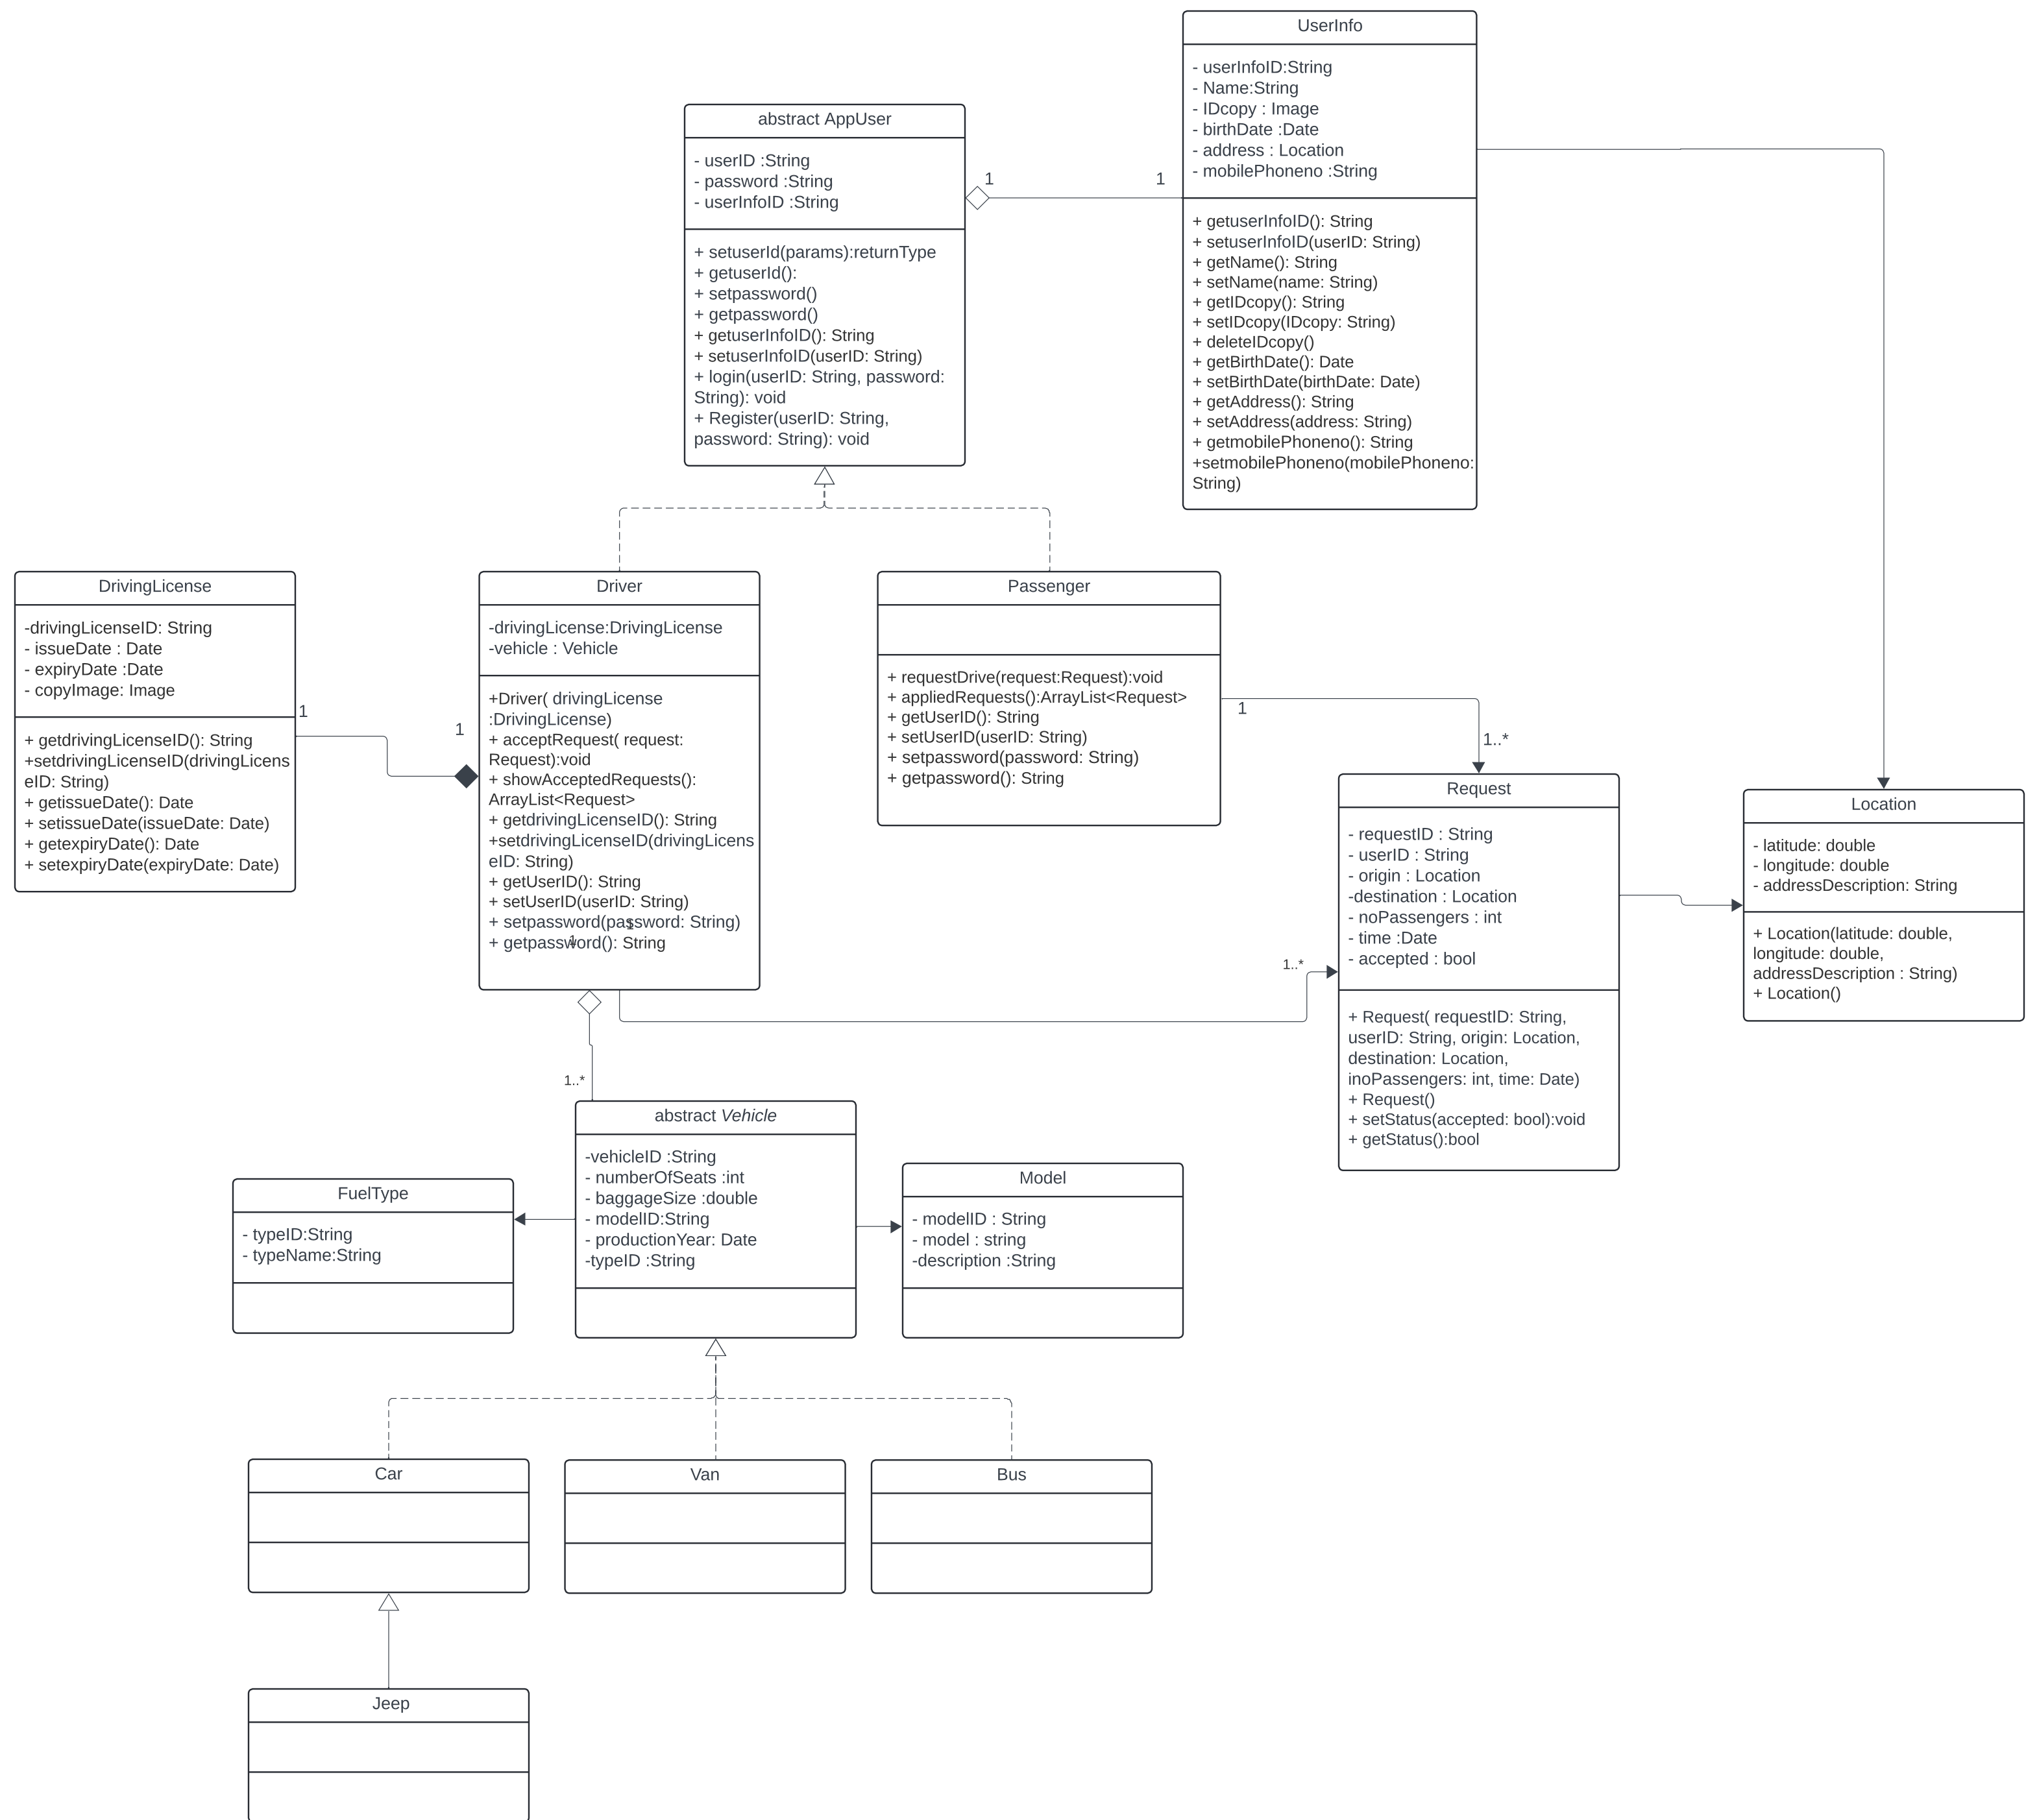 UserInfo
- userInfoID:String
- Name:String
- IDcopy : Image
- birthDate :Date
- address : Location
- mobilePhoneno :String
+ getuserInfoID(): String
+ setuserInfoID(userID: String)
+ getName(): String
+ setName(name: String)
+ getIDcopy(): String
+ setIDcopy(IDcopy: String)
+ deleteIDcopy()
+ getBirthDate(): Date
+ setBirthDate(birthDate: Date)
+ getAddress(): String
+ setAddress(address: String)
+ getmobilePhoneno(): String
+setmobilePhoneno(mobilePhoneno:
String)
abstract AppUser
- userID :String
- password :String
- userInfoID :String
+ setuserId(params):returnType
+ getuserId():
+ setpassword()
+ getpassword()
+ getuserInfoID(): String
+ setuserInfoID(userID: String)
+ login(userID: String, password:
String): void
+ Register(userID: String,
password: String): void
1
1
DrivingLicense
-drivingLicenseID: String
- issueDate : Date
- expiryDate :Date
- copyImage: Image
+ getdrivingLicenseID(): String
+setdrivingLicenseID(drivingLicens
eID: String)
+ getissueDate(): Date
+ setissueDate(issueDate: Date)
+ getexpiryDate(): Date
+ setexpiryDate(expiryDate: Date)
1
1
Driver
-drivingLicense:DrivingLicense
-vehicle : Vehicle
+Driver( drivingLicense
:DrivingLicense)
+ acceptRequest( request:
Request):void
+ showAcceptedRequests():
ArrayList<Request>
+ getdrivingLicenseID(): String
+setdrivingLicenseID(drivingLicens
eID: String)
+ getUserID(): String
+ setUserID(userID: String)
+ setpassword(password: String)
+ getpassword(): String
1
1
Passenger
+ requestDrive(request:Request):void
+ appliedRequests():ArrayList<Request>
+ getUserID(): String
+ setUserID(userID: String)
+ setpassword(password: String)
+ getpassword(): String
1
1..*
Request
- requestID : String
- userID : String
- origin : Location
-destination : Location
- noPassengers : int
- time :Date
- accepted : bool
+ Request( requestID: String,
userID: String, origin: Location,
destination: Location,
inoPassengers: int, time: Date)
+ Request()
+ setStatus(accepted: bool):void
+ getStatus():bool
1..*
Location
- latitude: double
- longitude: double
- addressDescription: String
+ Location(latitude: double,
longitude: double,
addressDescription : String)
+ Location()
1..*
abstract Vehicle
-vehicleID :String
- numberOfSeats :int
- baggageSize :double
- modelID:String
- productionYear: Date
-typeID :String
FuelType
- typeID:String
- typeName:String
Model
- modelID : String
- model : string
-description :String
Car
Van
Bus
Jeep